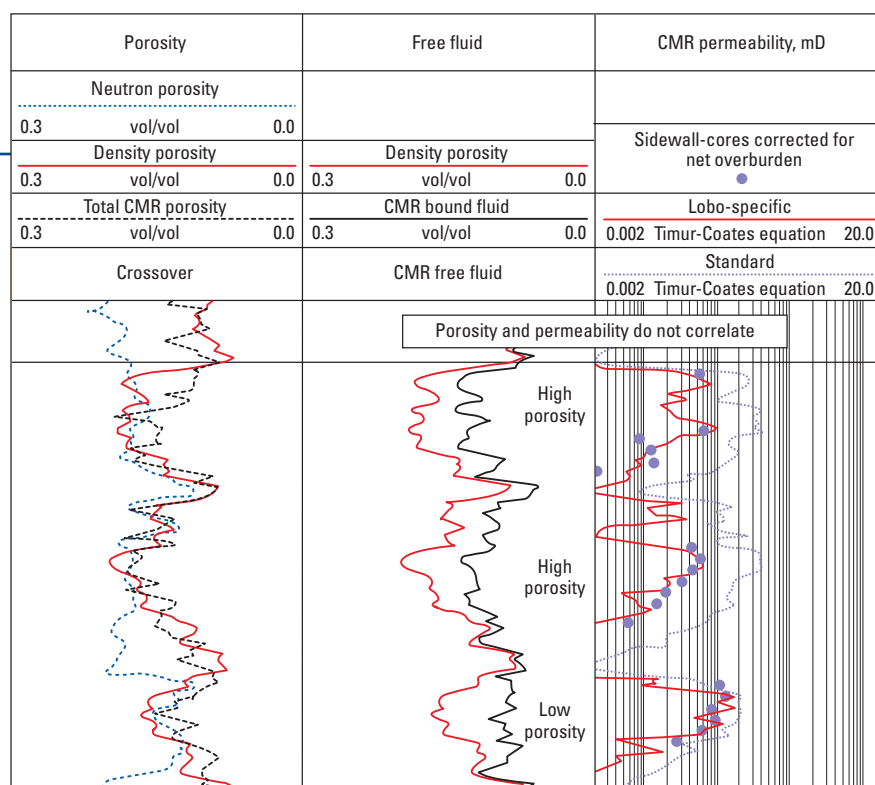 Porosity
Free fluid
CMR permeability, mD
Neutron porosity
0.3 vol/vol 0.0
Density porosity
0.3 vol/vol 0.0
Density porosity
0.3 vol/vol 0.0
Sidewall-cores corrected for
net overburden
Total CMR porosity
0.3 vol/vol 0.0
CMR bound fluid
0.3 vol/vol 0.0
Lobo-specific
0.002 Timur-Coates equation 20.0
Crossover
CMR free fluid
Standard
0.002 Timur-Coates equation 20.0
Porosity and permeability do not correlate
High
porosity
High
porosity
Low
porosity